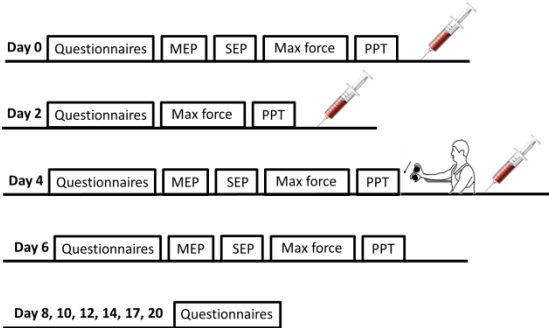 Day 0 Questionnaires MEP SEP Max force PPT
Day 2 Questionnaires Max force PPT
Day 4 Questionnaires MEP SEP Max force PPT
Day 6 Questionnaires MEP SEP Max force PPT
Day 8, 10, 12, 14, 17, 20 Questionnaires